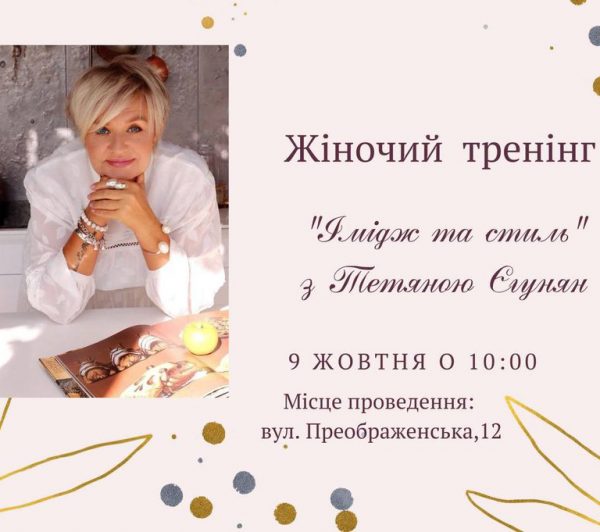 Жіночий тренінг
"Імідж та стиль"
з Тетяною Єгунян
9 ЖОВТНЯ О 10:00
Місце проведення:
вул. Преображенська,12